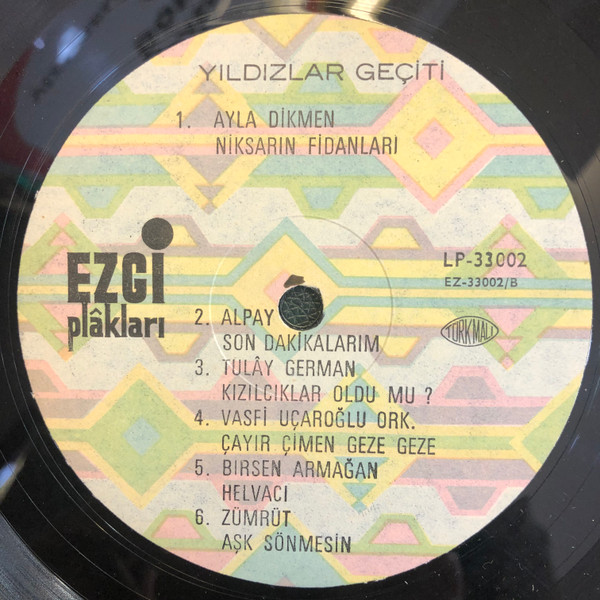 YILDIZLAR GEÇİTİ
1. AYLA DİKMEN
NİKSARIN FİDANLARI
EZGİ
plâkları
LP-33002
EZ-33002/B
TÜRK MALI
2. ALPAY
SON DAKİKALARIM
3. TULÂY GERMAN
KIZILCIKLAR OLDU MU ?
4. VASFİ UÇAROĞLU ORK.
ÇAYIR ÇİMEN GEZE GEZE
5. BİRSEN ARMAĞAN
HELVACI
6. ZÜMRÜT
AŞK SÖNMESİN